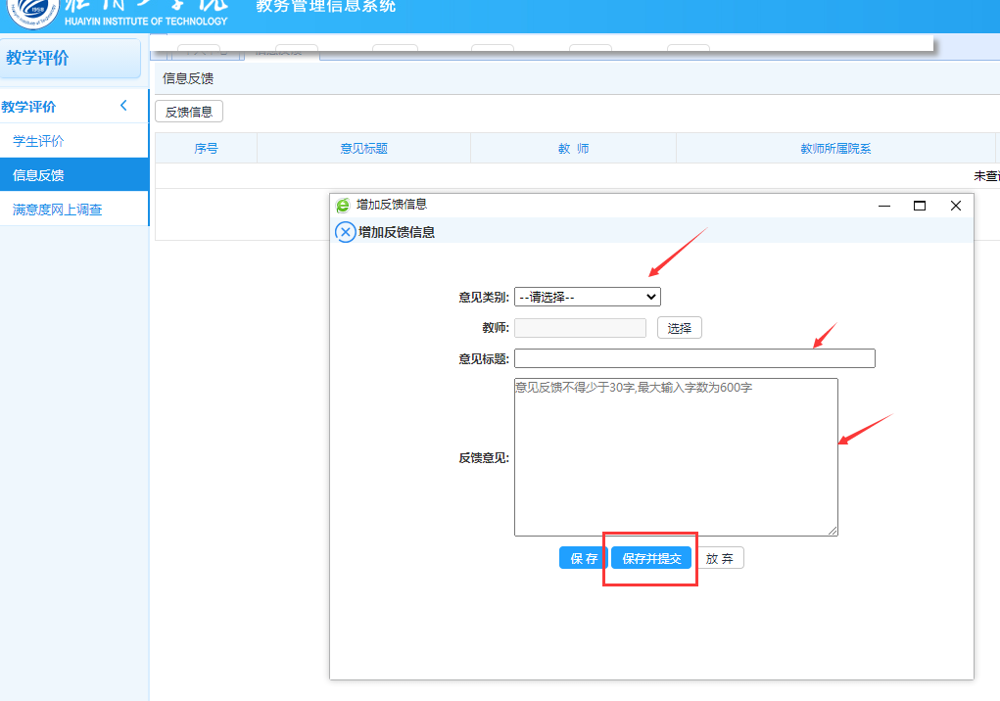 教务管理信息系统
HUAIYIN INSTITUTE OF TECHNOLOGY
教学评价
信息反馈
教学评价
反馈信息
学生评价
序号 意见标题 教 师 教师所属院系
信息反馈
未查
满意度网上调查
增加反馈信息
增加反馈信息
意见类别: --请选择--
教师: 选择
意见标题:
意见反馈不得少于30字,最大输入字数为600字
反馈意见:
保 存 保存并提交 放 弃